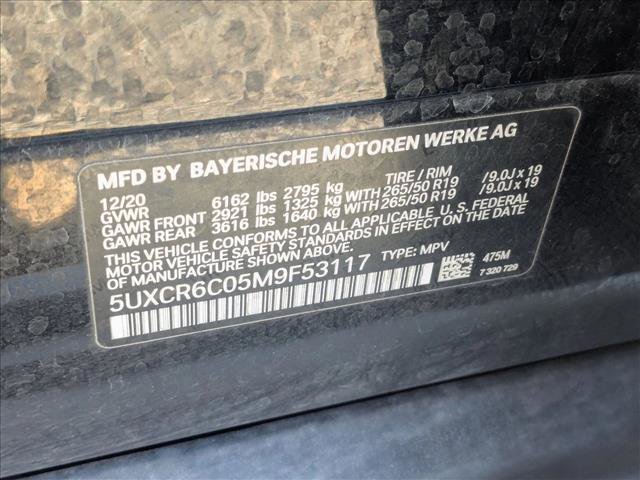 MFD BY BAYERISCHE MOTOREN WERKE AG
12/20 6162 lbs 2795 kg TIRE / RIM
GVWR 2921 lbs 1325 kg WITH 265/50 R19 /9.0J x 19
GAWR FRONT 3616 lbs 1640 kg WITH 265/50 R19 /9.0J x 19
GAWR REAR
THIS VEHICLE CONFORMS TO ALL APPLICABLE U.S. FEDERAL
MOTOR VEHICLE SAFETY STANDARDS IN EFFECT ON THE DATE
OF MANUFACTURE SHOWN ABOVE.
5UXCR6C05M9F53117 TYPE: MPV 475M
7 320 729